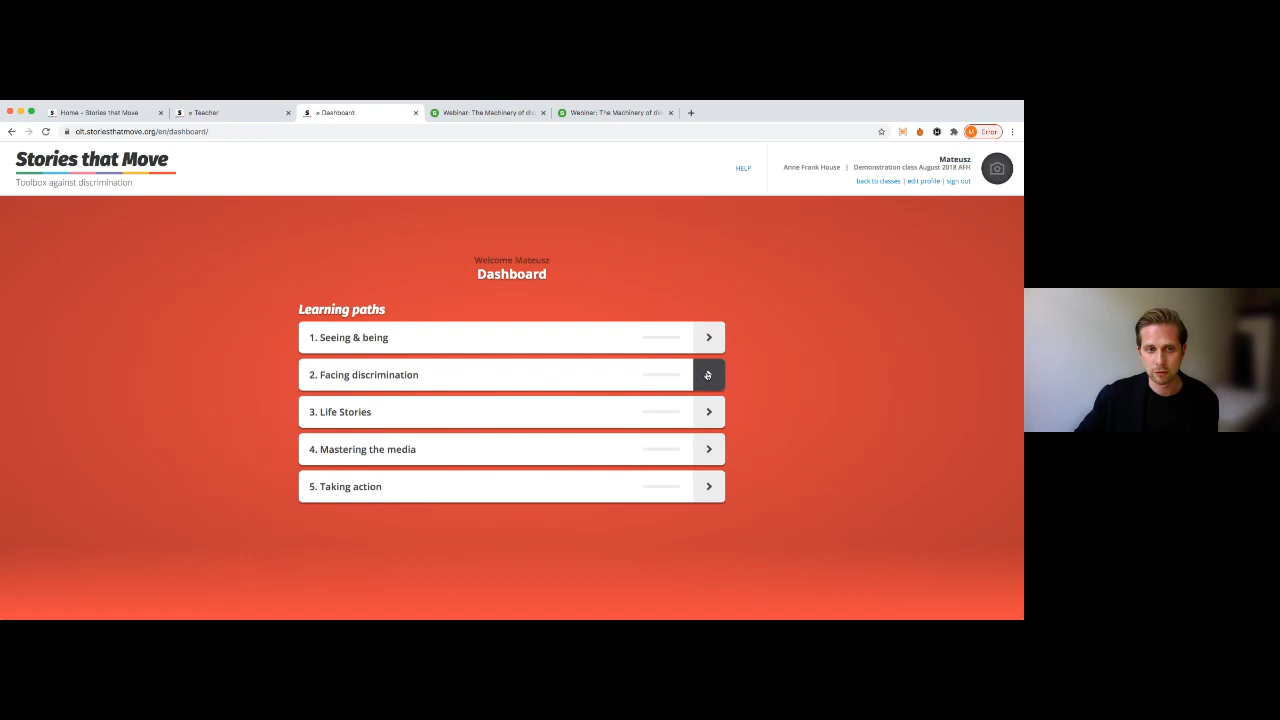 Home - Stories that Move
» Teacher
» Dashboard
Webinar: The Machinery of dis
Webinar: The Machinery of dis
olt.storiesthatmove.org/en/dashboard/
M Error
Stories that Move
Toolbox against discrimination
HELP
Mateusz
Anne Frank House | Demonstration class August 2018 AFH
back to classes | edit profile | sign out
Welcome Mateusz
Dashboard
Learning paths
1. Seeing & being
2. Facing discrimination
3. Life Stories
4. Mastering the media
5. Taking action